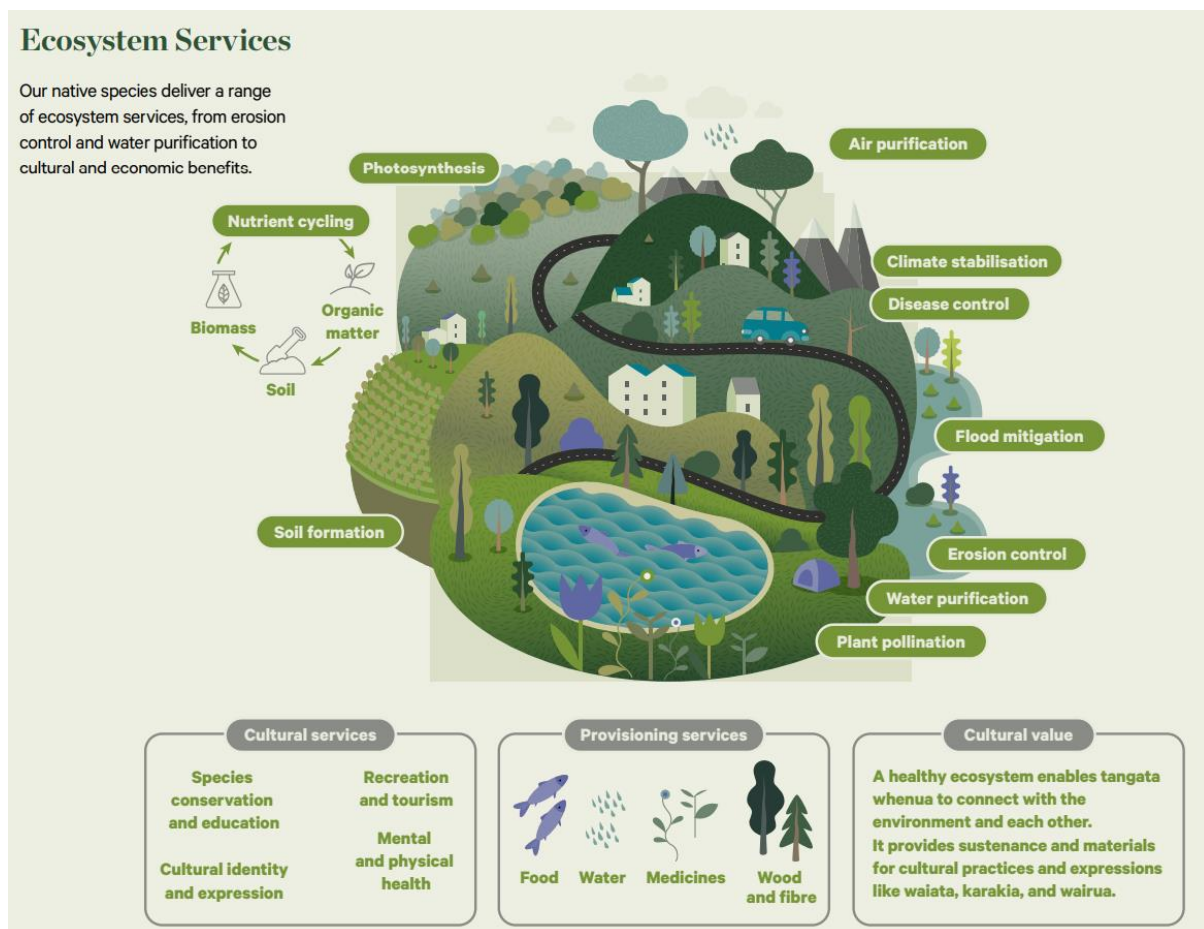 Ecosystem Services
Our native species deliver a range
of ecosystem services, from erosion
control and water purification to
cultural and economic benefits.
Photosynthesis
Air purification
Nutrient cycling
Organic
matter
Soil
Biomass
Climate stabilisation
Disease control
Flood mitigation
Soil formation
Erosion control
Water purification
Plant pollination
Cultural services
Species
conservation
and education
Recreation
and tourism
Cultural identity
and expression
Mental
and physical
health
Provisioning services
Food
Water
Medicines
Wood
and fibre
Cultural value
A healthy ecosystem enables tangata
whenua to connect with the
environment and each other.
It provides sustenance and materials
for cultural practices and expressions
like waiata, karakia, and wairua.